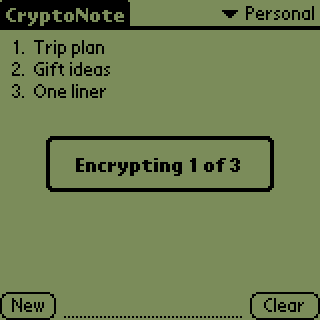 CryptoNote
Personal
1. Trip plan
2. Gift ideas
3. One liner
Encrypting 1 of 3
New
Clear